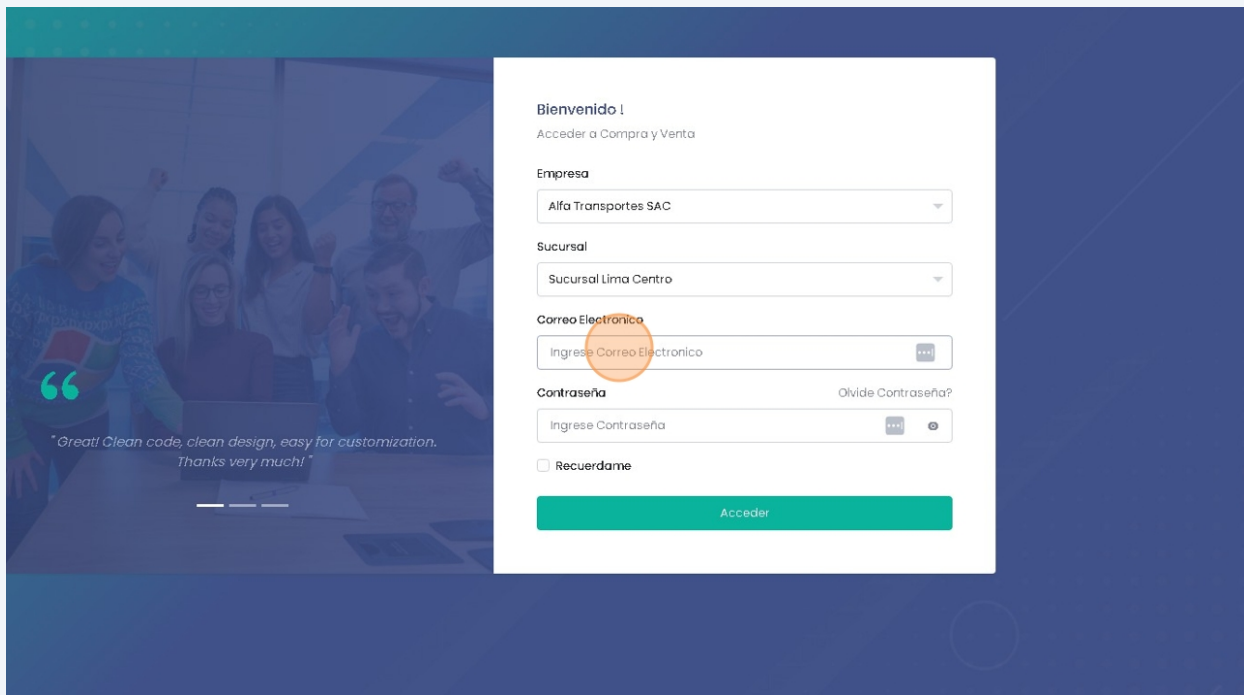 Bienvenido !
Acceder a Compra y Venta
Empresa
Alfa Transportes SAC
Sucursal
Sucursal Lima Centro
Correo Electronico
Ingrese Correo Electronico
Contraseña
Olvide Contraseña?
Ingrese Contraseña
Recuerdame
Acceder
" Great! Clean code, clean design, easy for customization.
Thanks very much! "